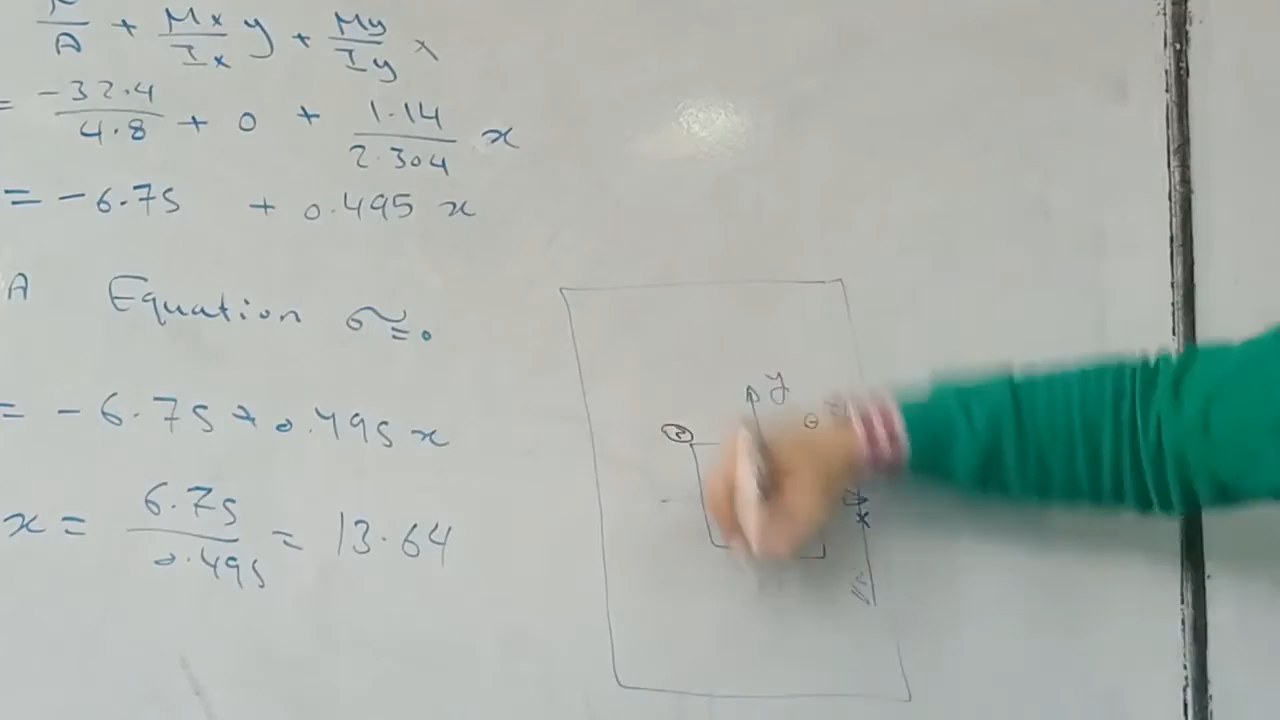 N/A + Mx/Ix y + My/Iy x
= -32.4/4.8 + 0 + 1.14/2.304 x
= -6.75 + 0.495 x
A Equation σ=0
= -6.75 + 0.495 x
x = 6.75/0.495 = 13.64
y
2
x